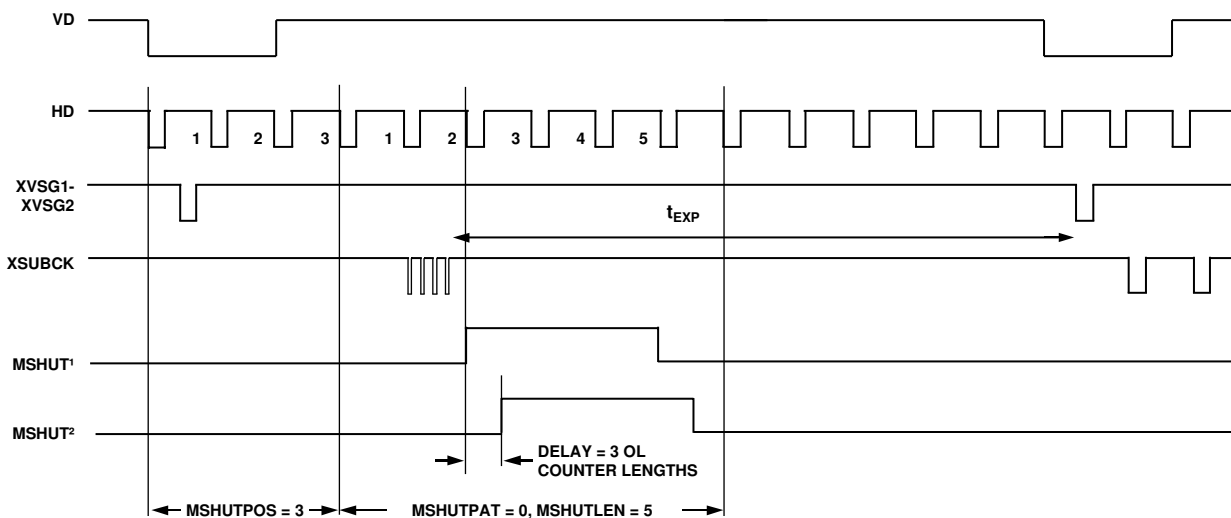 VD
HD
1 2 3 1 2 3 4 5
XVSG1-
XVSG2
tEXP
XSUBCK
MSHUT¹
MSHUT²
DELAY = 3 OL
COUNTER LENGTHS
MSHUTPOS = 3
MSHUTPAT = 0, MSHUTLEN = 5